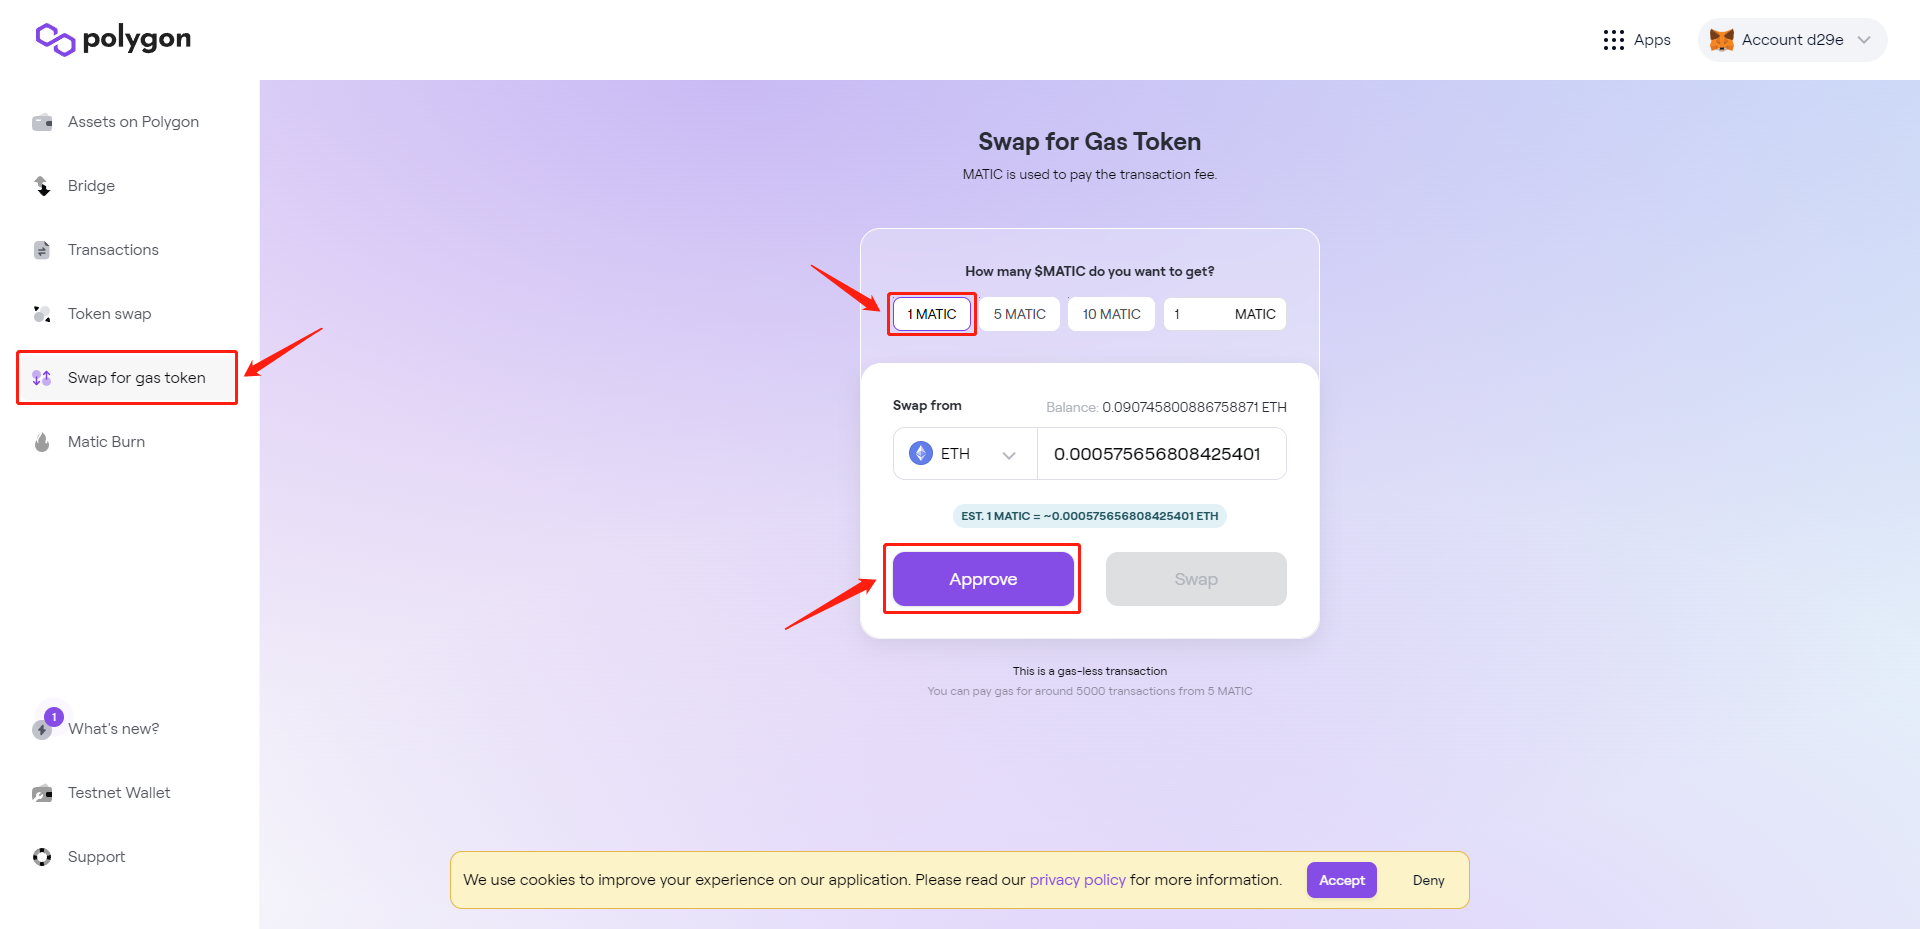 polygon
Apps
Account d29e
Assets on Polygon
Bridge
Transactions
Token swap
Swap for gas token
Matic Burn
1
What's new?
Testnet Wallet
Support
Swap for Gas Token
MATIC is used to pay the transaction fee.
How many $MATIC do you want to get?
1 MATIC 5 MATIC 10 MATIC 1 MATIC
Swap from Balance: 0.090745800886758871 ETH
ETH 0.000575656808425401
EST. 1 MATIC = ~0.000575656808425401 ETH
Approve Swap
This is a gas-less transaction
You can pay gas for around 5000 transactions from 5 MATIC
We use cookies to improve your experience on our application. Please read our privacy policy for more information. Accept Deny